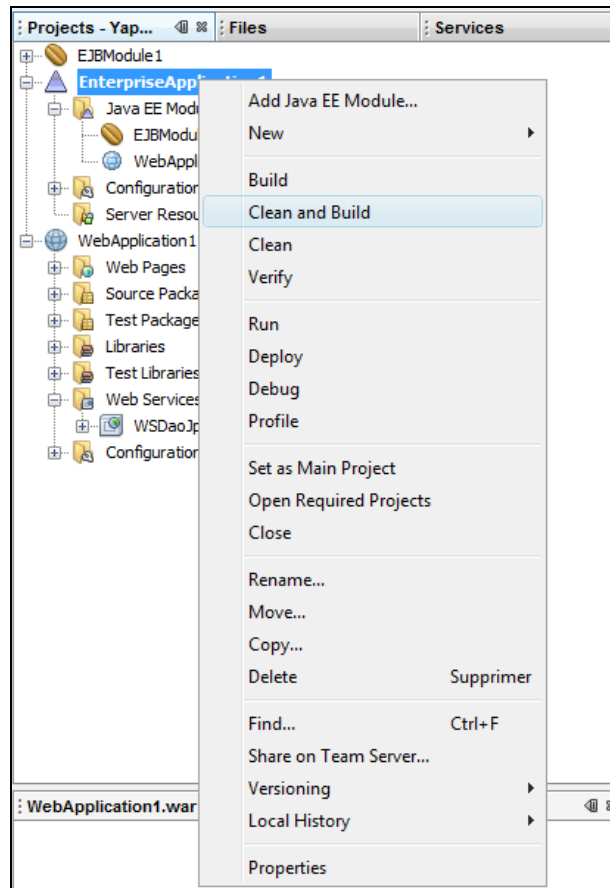 Projects - Yap... Files Services
EJBModule1
EnterpriseApplication1
Java EE Modu
EJBModu
WebAppl
Configuration
Server Resou
WebApplication1
Web Pages
Source Packa
Test Package
Libraries
Test Libraries
Web Services
WSDaoJp
Configuration
Add Java EE Module...
New
Build
Clean and Build
Clean
Verify
Run
Deploy
Debug
Profile
Set as Main Project
Open Required Projects
Close
Rename...
Move...
Copy...
Delete Supprimer
Find... Ctrl+F
Share on Team Server...
Versioning
Local History
Properties
WebApplication1.war